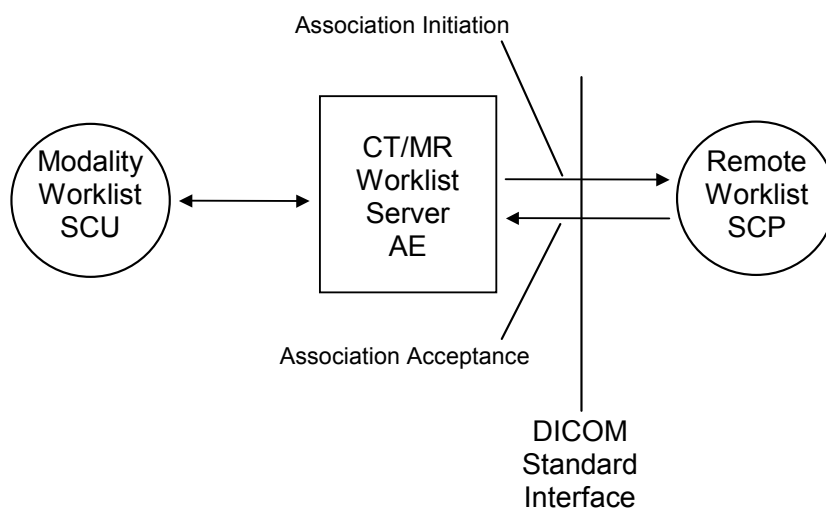 Association Initiation
Modality
Worklist
SCU
CT/MR
Worklist
Server
AE
Remote
Worklist
SCP
Association Acceptance
DICOM
Standard
Interface